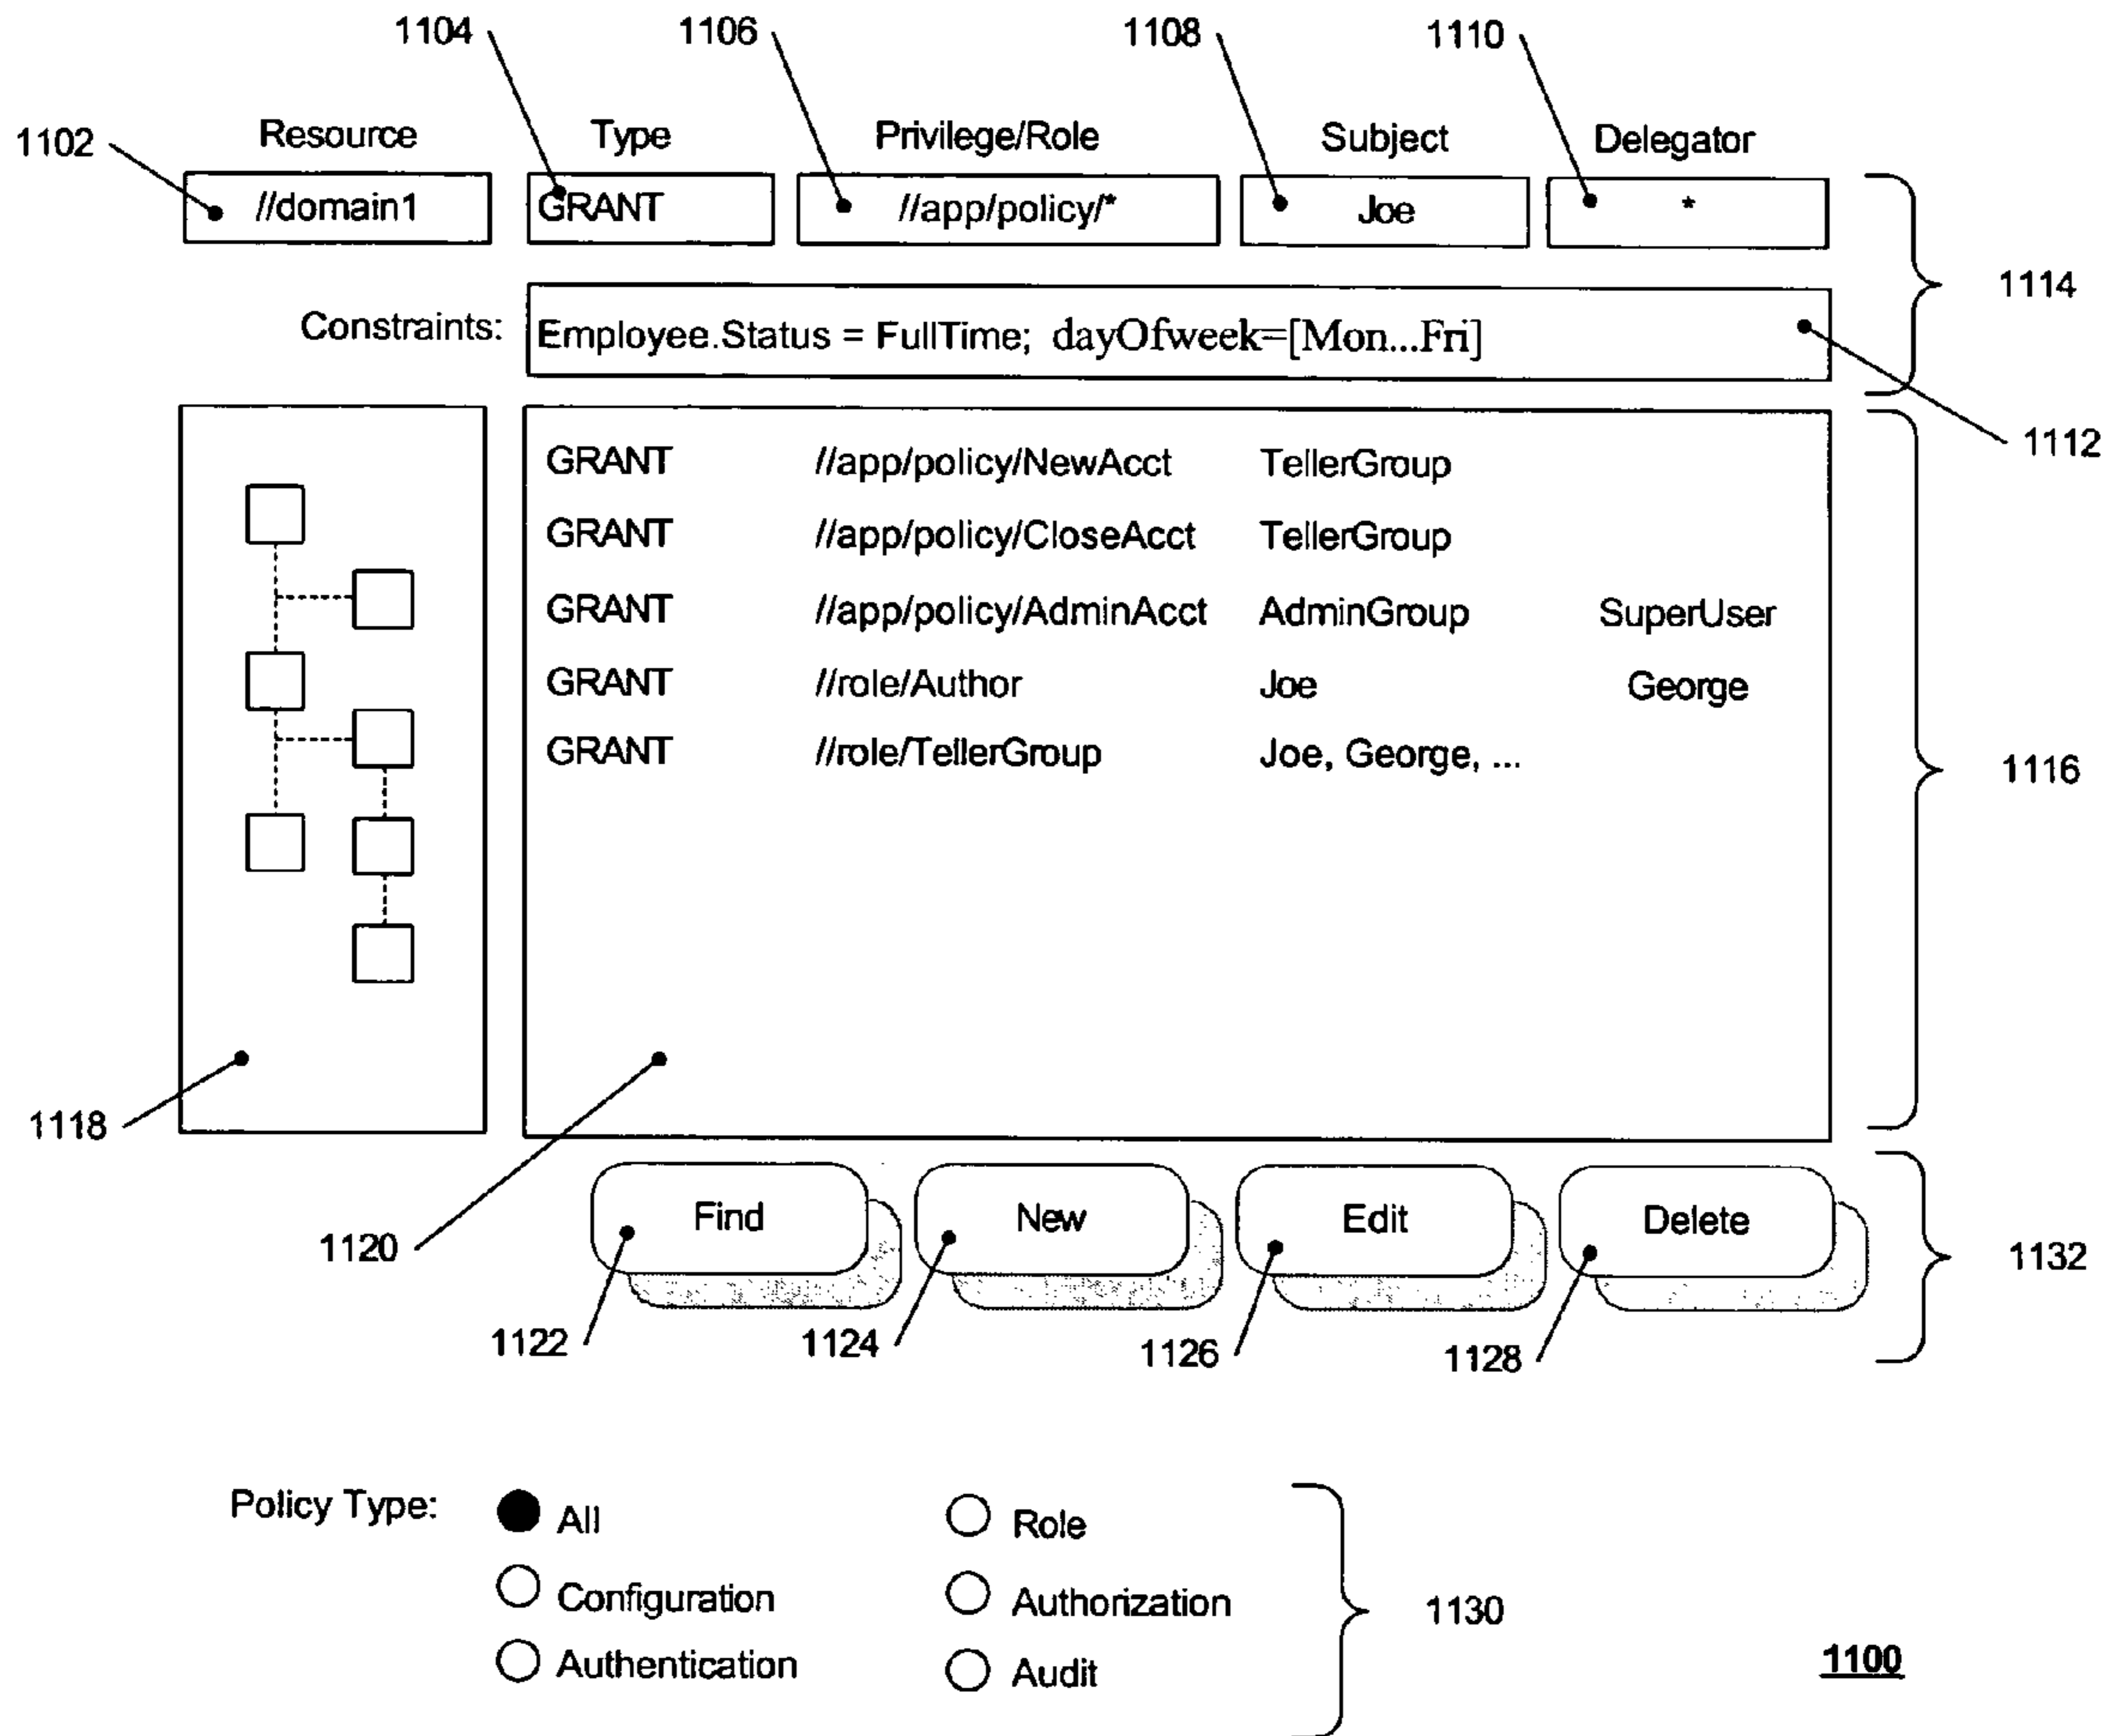 1104 1106 1108 1110
1102 Resource Type Privilege/Role Subject Delegator
//domain1 GRANT //app/policy/* Joe *
1114
Constraints: Employee.Status = FullTime; dayOfweek=[Mon...Fri]
1112
GRANT //app/policy/NewAcct TellerGroup
GRANT //app/policy/CloseAcct TellerGroup
GRANT //app/policy/AdminAcct AdminGroup SuperUser
GRANT //role/Author Joe George
GRANT //role/TellerGroup Joe, George, ...
1116
1118
1120
Find New Edit Delete
1132
1122 1124 1126 1128
Policy Type: All Role
Configuration Authorization
1130
Authentication Audit
1100